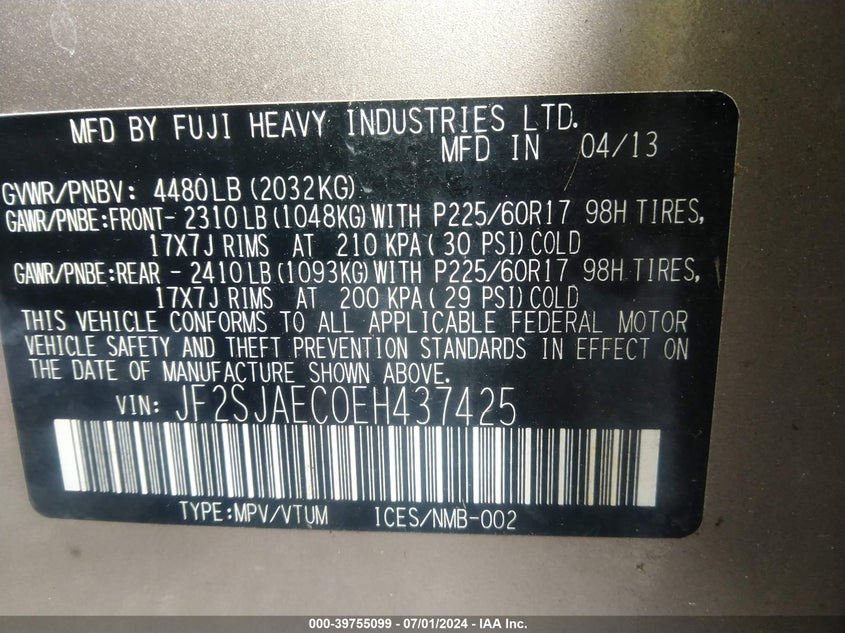 MFD BY FUJI HEAVY INDUSTRIES LTD.
MFD IN 04/13
GVWR/PNBV: 4480LB(2032KG)
GAWR/PNBE:FRONT- 2310LB(1048KG)WITH P225/60R17 98H TIRES,
17X7J RIMS AT 210 KPA(30 PSI)COLD
GAWR/PNBE:REAR - 2410LB(1093KG)WITH P225/60R17 98H TIRES,
17X7J RIMS AT 200 KPA(29 PSI)COLD
THIS VEHICLE CONFORMS TO ALL APPLICABLE FEDERAL MOTOR
VEHICLE SAFETY AND THEFT PREVENTION STANDARDS IN EFFECT ON
THE DATE OF MANUFACTURE SHOWN ABOVE.
VIN: JF2SJAEC0EH437425
TYPE:MPV/VTUM ICES/NMB-002
000-39755099 - 07/01/2024 - IAA Inc.